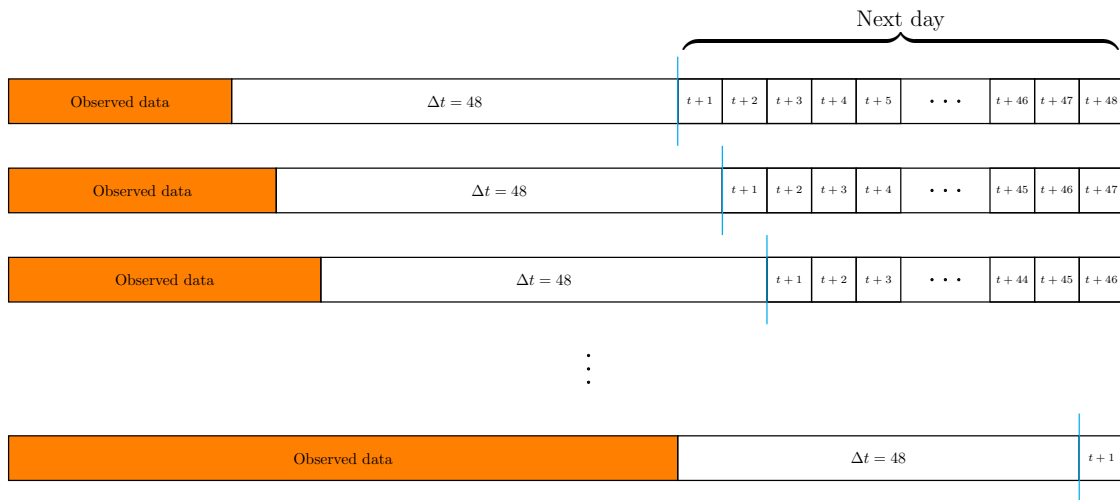 Next day
Observed data Δt = 48 t + 1 t + 2 t + 3 t + 4 t + 5 · · · t + 46 t + 47 t + 48
Observed data Δt = 48 t + 1 t + 2 t + 3 t + 4 · · · t + 45 t + 46 t + 47
Observed data Δt = 48 t + 1 t + 2 t + 3 · · · t + 44 t + 45 t + 46
⋮
Observed data Δt = 48 t + 1